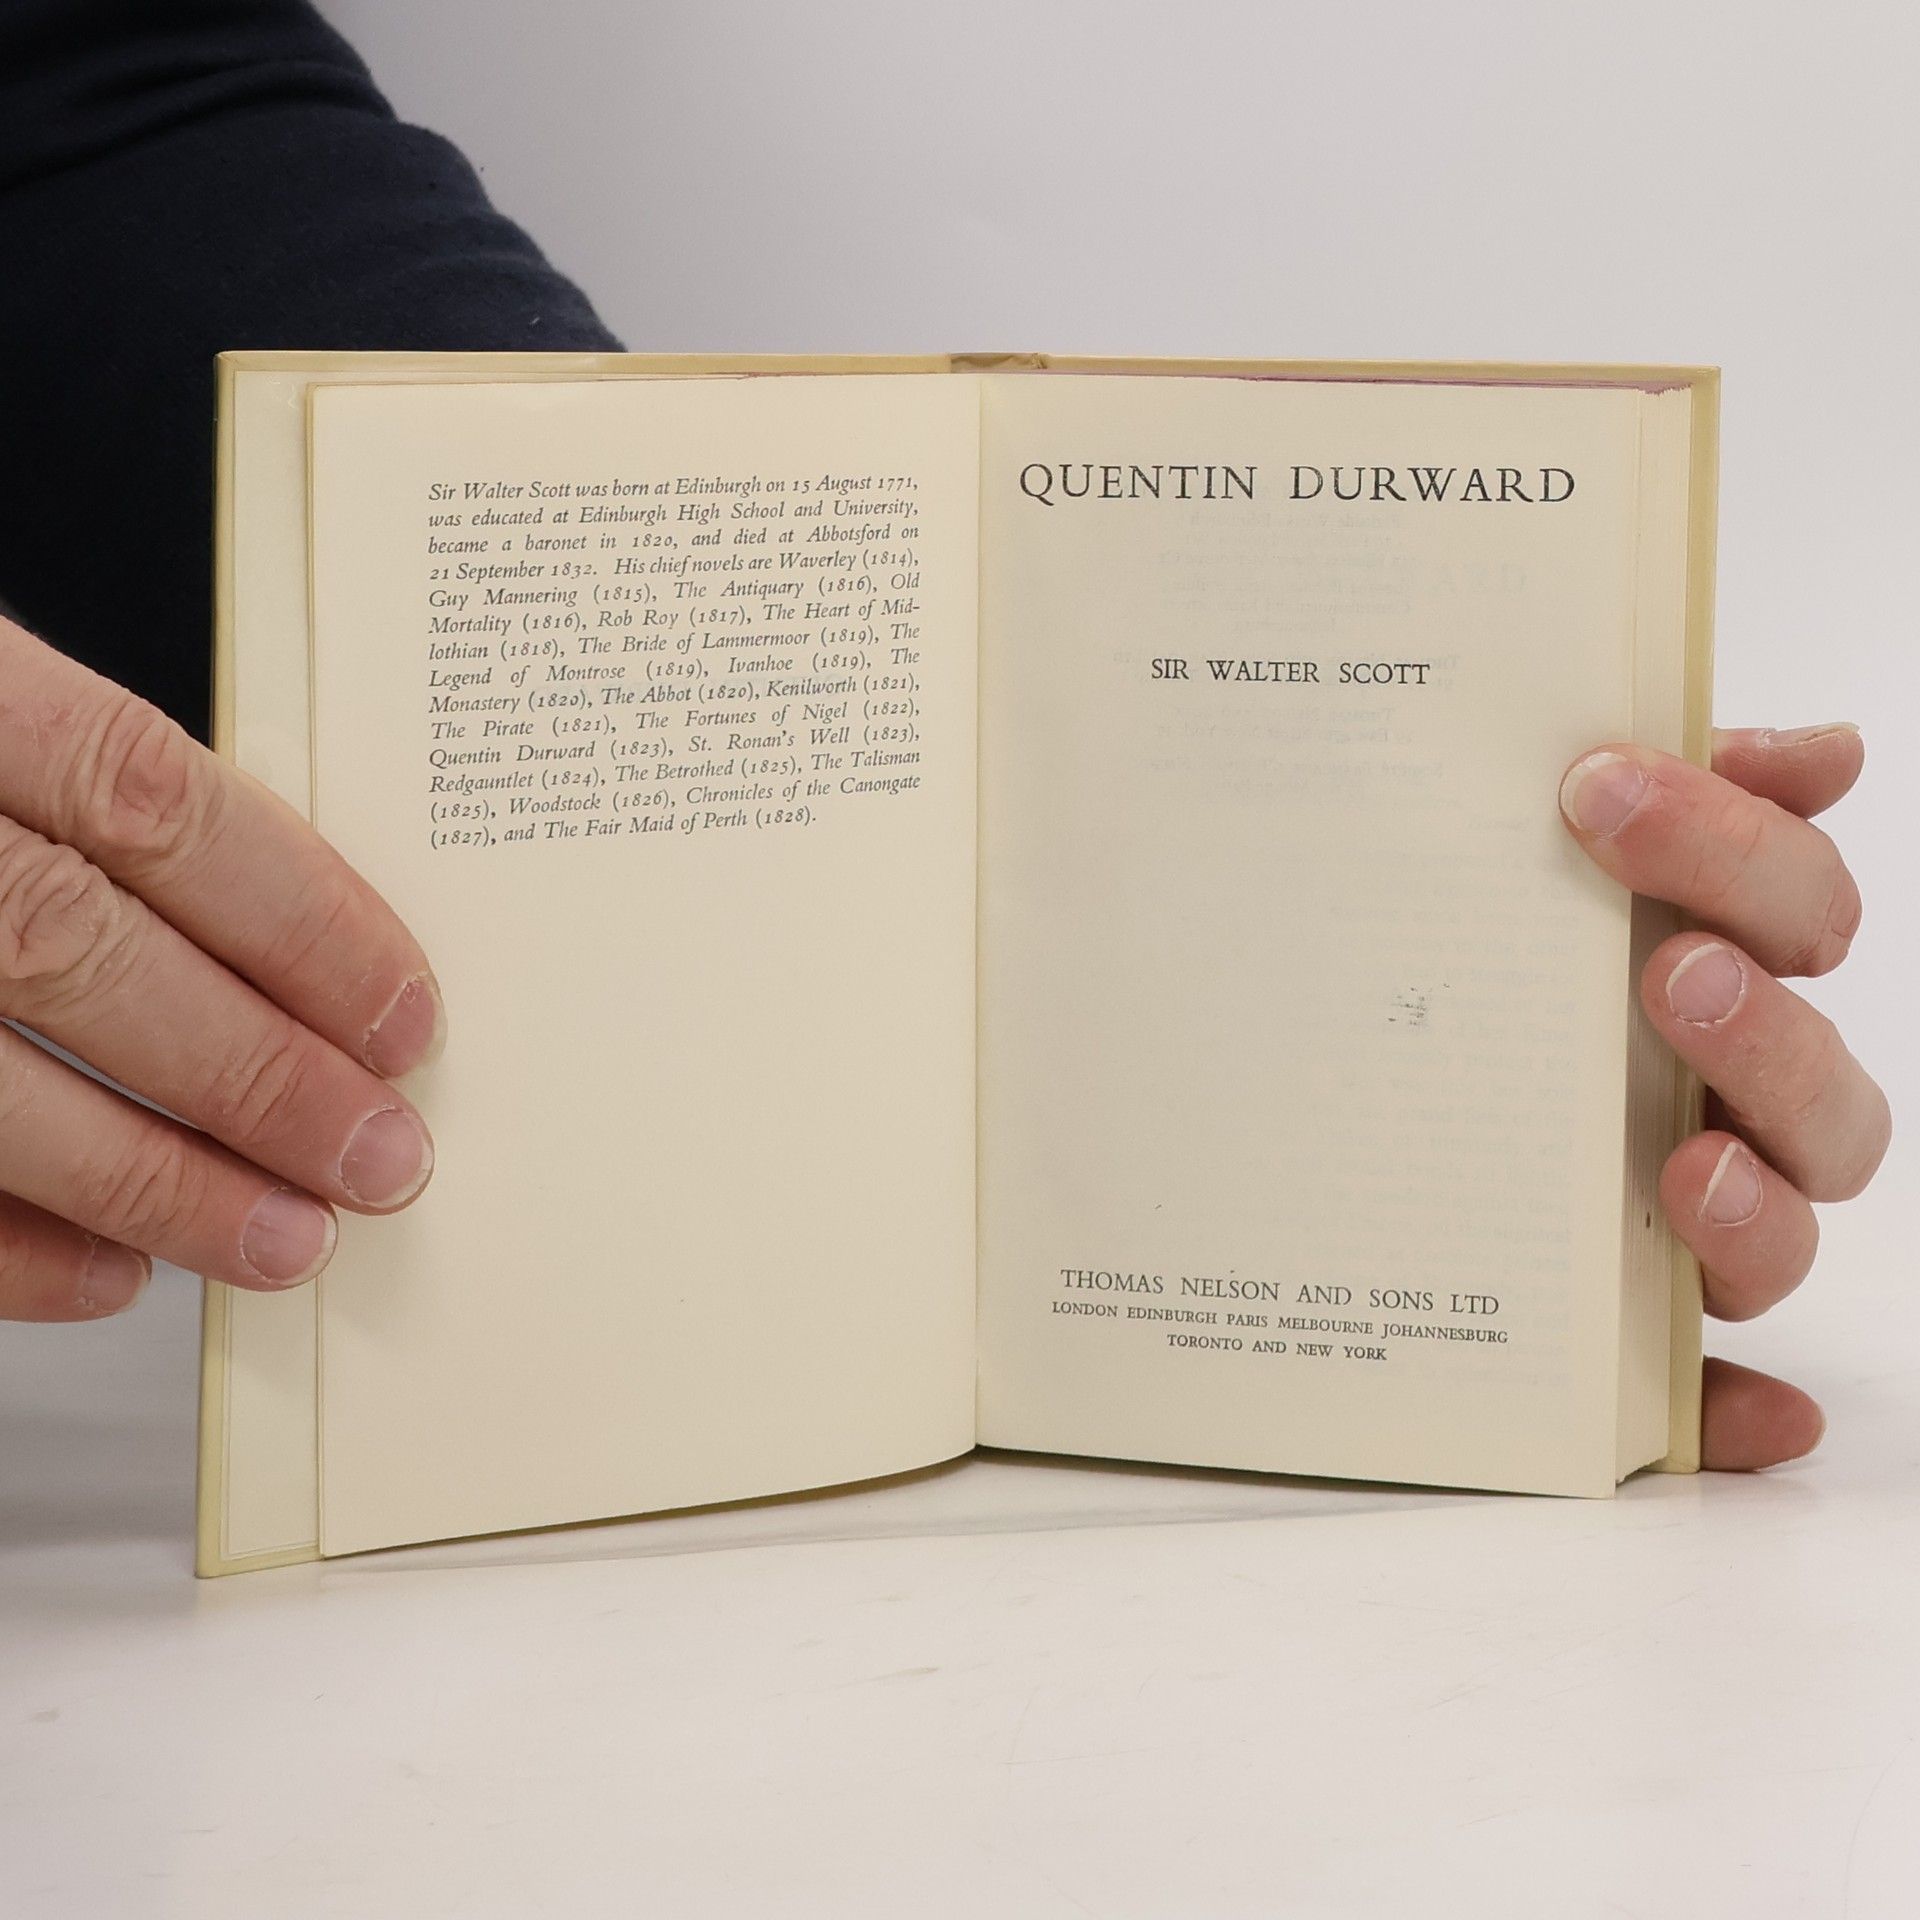 Sir Walter Scott was born at Edinburgh on 15 August 1771,
was educated at Edinburgh High School and University,
became a baronet in 1820, and died at Abbotsford on
21 September 1832. His chief novels are Waverley (1814),
Guy Mannering (1815), The Antiquary (1816), Old
Mortality (1816), Rob Roy (1817), The Heart of Mid-
lothian (1818), The Bride of Lammermoor (1819), The
Legend of Montrose (1819), Ivanhoe (1819), The
Monastery (1820), The Abbot (1820), Kenilworth (1821),
The Pirate (1821), The Fortunes of Nigel (1822),
Quentin Durward (1823), St. Ronan's Well (1823),
Redgauntlet (1824), The Betrothed (1825), The Talisman
(1825), Woodstock (1826), Chronicles of the Canongate
(1827), and The Fair Maid of Perth (1828).
QUENTIN DURWARD
SIR WALTER SCOTT
THOMAS NELSON AND SONS LTD
LONDON EDINBURGH PARIS MELBOURNE JOHANNESBURG
TORONTO AND NEW YORK